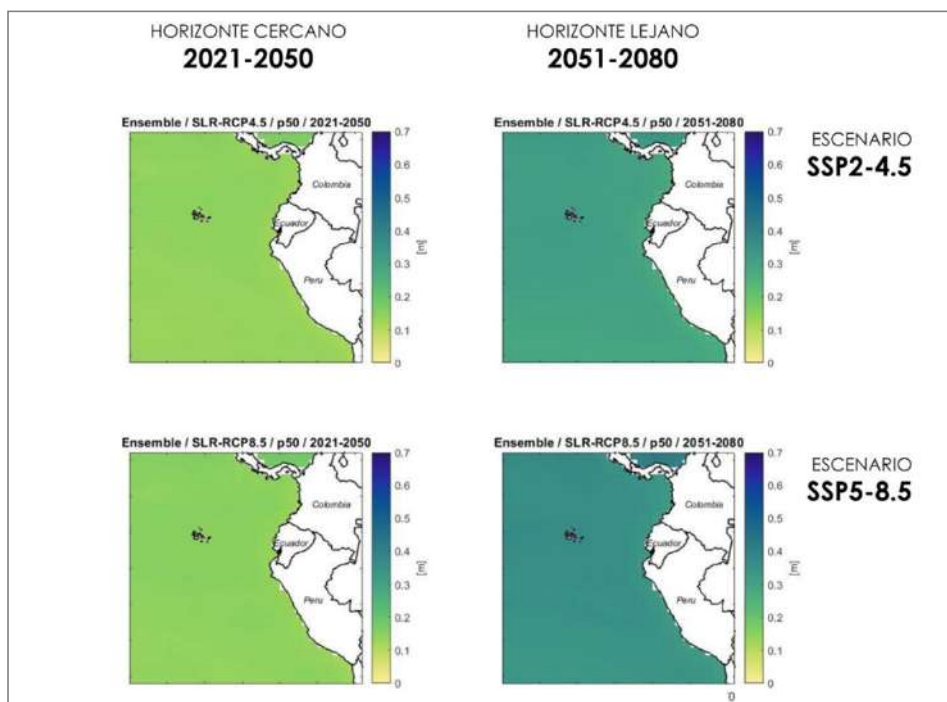 HORIZONTE CERCANO
2021-2050
HORIZONTE LEJANO
2051-2080
Ensemble / SLR-RCP4.5 / p50 / 2021-2050
Colombia
Ecuador
Peru
0.7
0.6
0.5
0.4
0.3
0.2
0.1
0
[m]
Ensemble / SLR-RCP4.5 / p50 / 2051-2080
Colombia
Ecuador
Peru
0.7
0.6
0.5
0.4
0.3
0.2
0.1
0
[m]
ESCENARIO
SSP2-4.5
Ensemble / SLR-RCP8.5 / p50 / 2021-2050
Colombia
Ecuador
Peru
0.7
0.6
0.5
0.4
0.3
0.2
0.1
0
[m]
Ensemble / SLR-RCP8.5 / p50 / 2051-2080
Colombia
Ecuador
Peru
0.7
0.6
0.5
0.4
0.3
0.2
0.1
0
[m]
ESCENARIO
SSP5-8.5